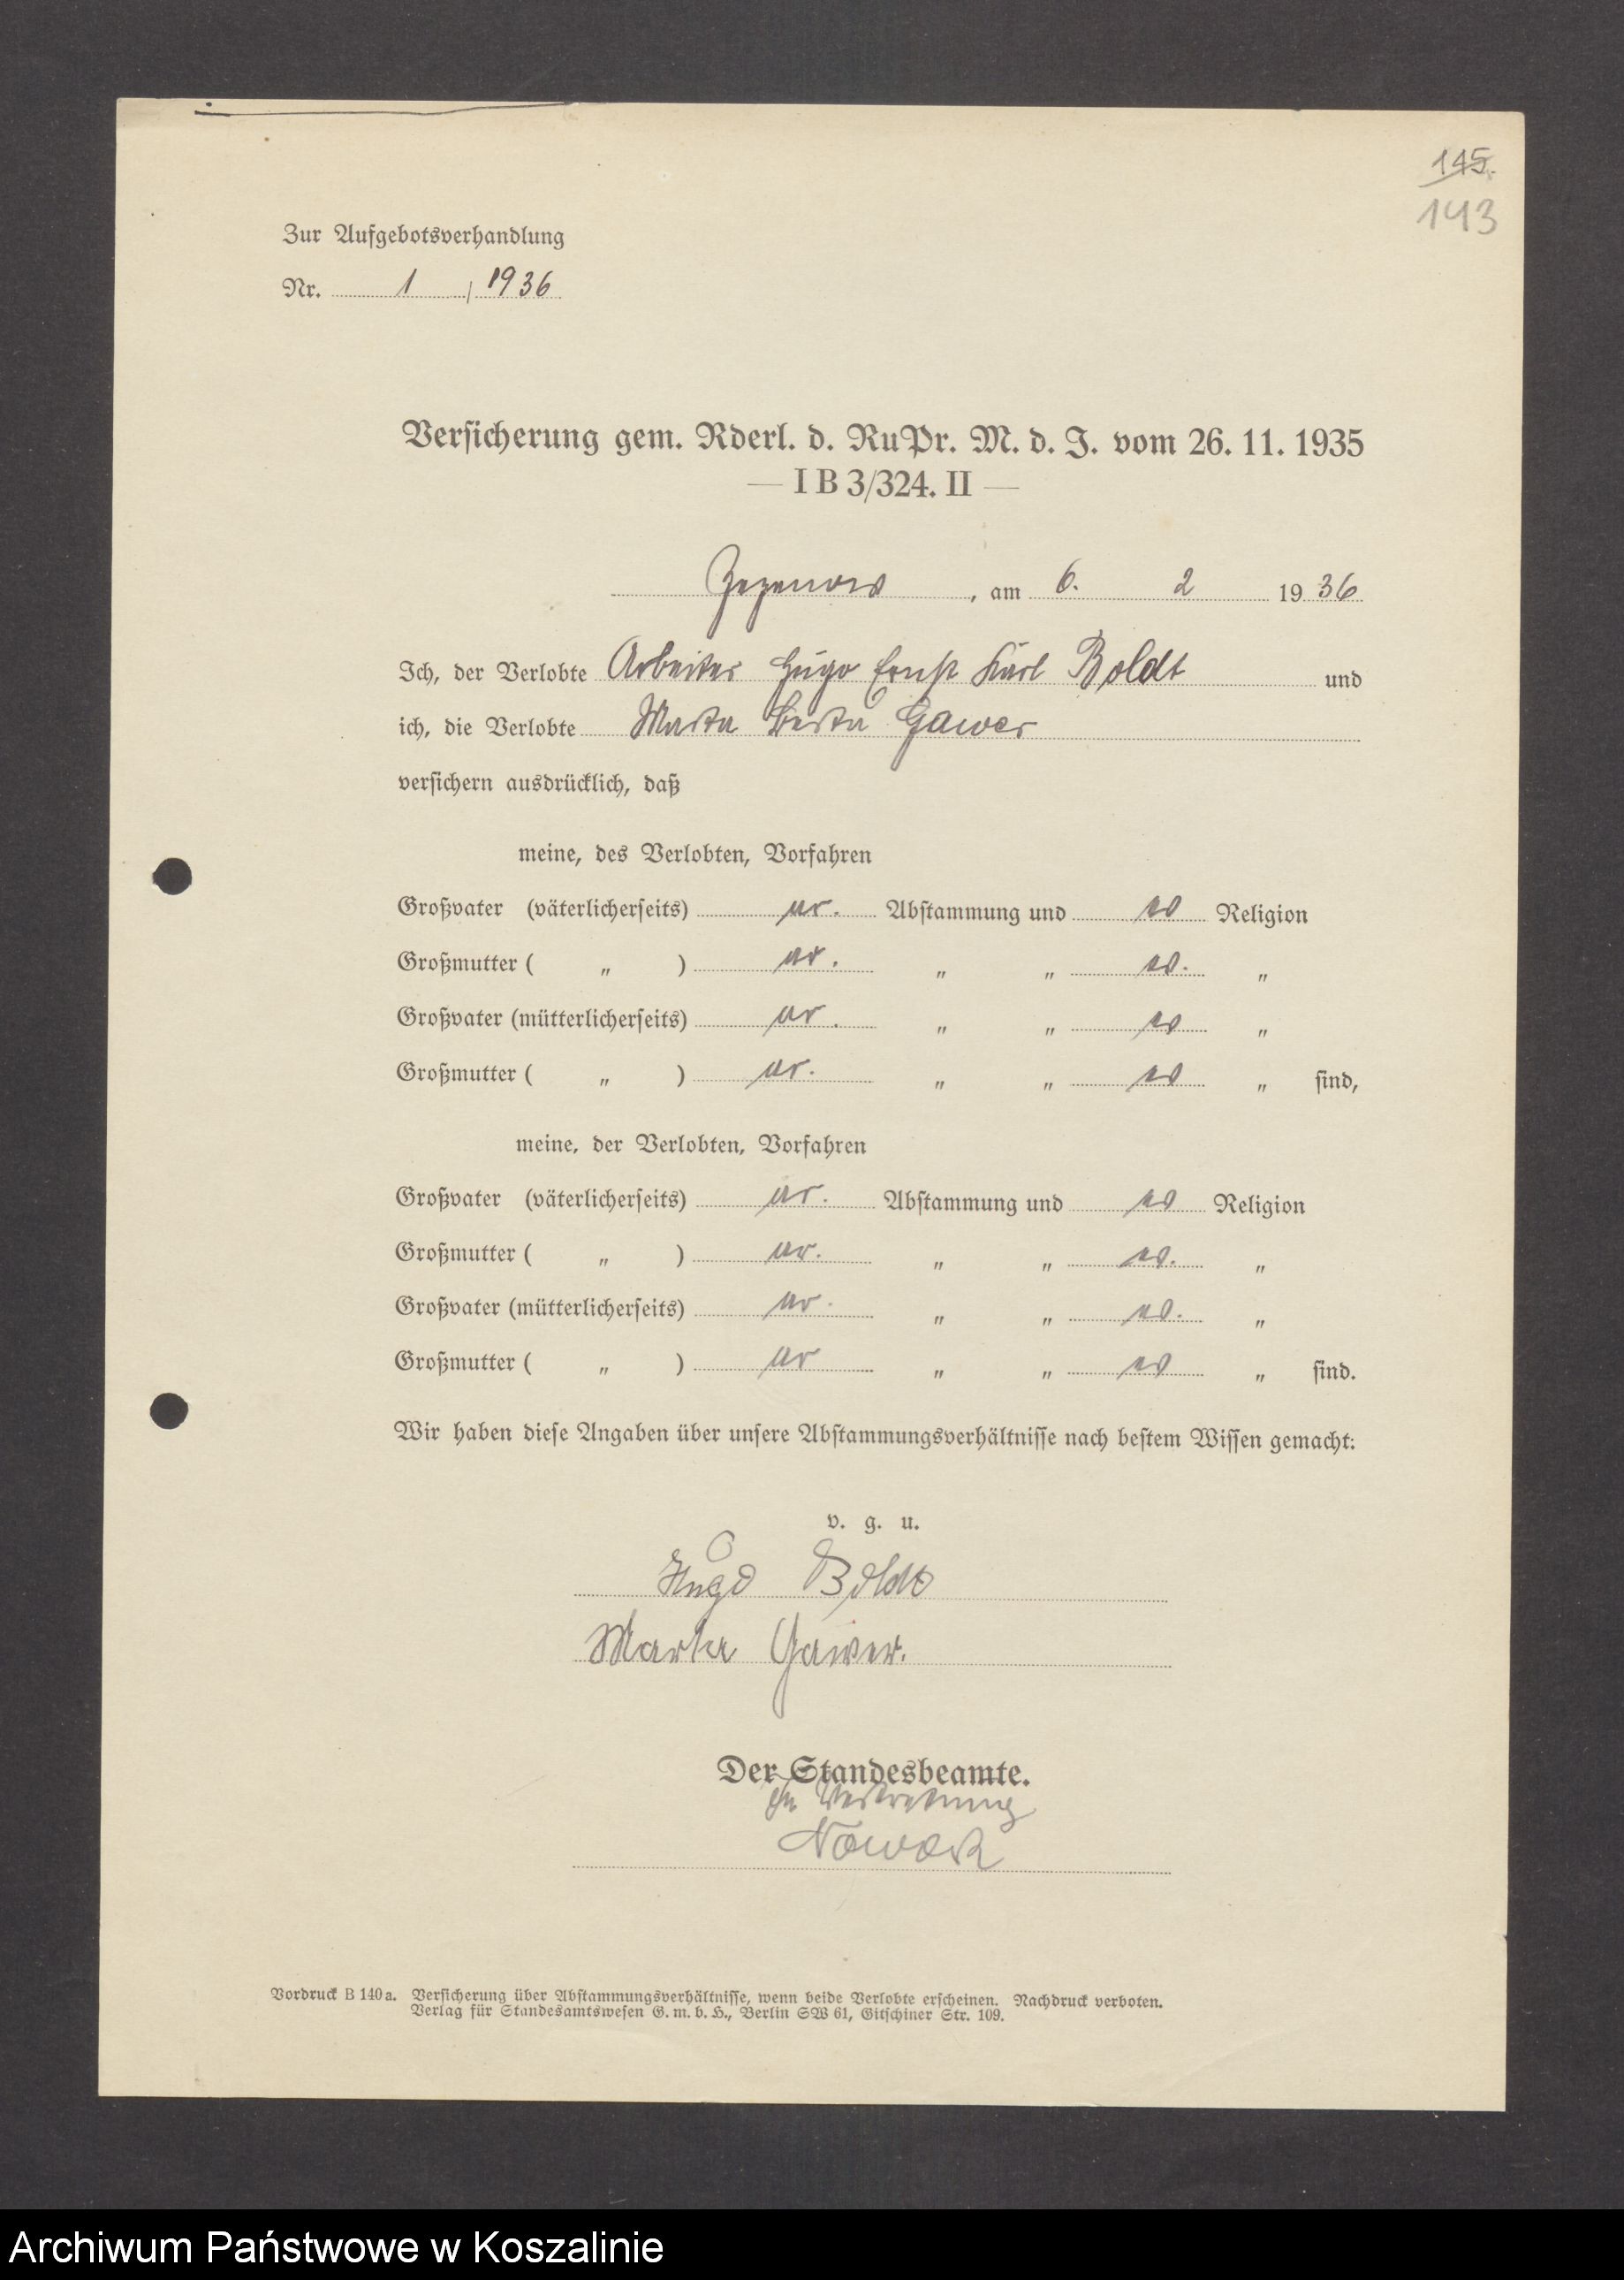 145.
143
Zur Aufgebotsverhandlung
Nr. 1 / 1936
Versicherung gem. Rderl. d. RuPr. M. d. J. vom 26. 11. 1935
— I B 3/324. II —
Zezenow, am 6. 2 1936
Ich, der Verlobte Arbeiter Hugo Ernst Karl Boldt und
ich, die Verlobte Marta Berta Gawer
versichern ausdrücklich, daß
meine, des Verlobten, Vorfahren
Großvater (väterlicherseits) ar. Abstammung und ev Religion
Großmutter ( „ ) ar. „ „ ev. „
Großvater (mütterlicherseits) ar. „ „ ev „
Großmutter ( „ ) ar. „ „ ev „ sind,
meine, der Verlobten, Vorfahren
Großvater (väterlicherseits) ar. Abstammung und ev Religion
Großmutter ( „ ) ar. „ „ ev. „
Großvater (mütterlicherseits) ar. „ „ ev. „
Großmutter ( „ ) ar „ „ ev „ sind.
Wir haben diese Angaben über unsere Abstammungsverhältnisse nach bestem Wissen gemacht:
v. g. u.
Hugo Boldt
Marta Gawer.
Der Standesbeamte.
In Vertretung
Nowack
Vordruck B 140 a. Versicherung über Abstammungsverhältnisse, wenn beide Verlobte erscheinen. Nachdruck verboten.
Verlag für Standesamtswesen G. m. b. H., Berlin SW 61, Gitschiner Str. 109.
Archiwum Państwowe w Koszalinie